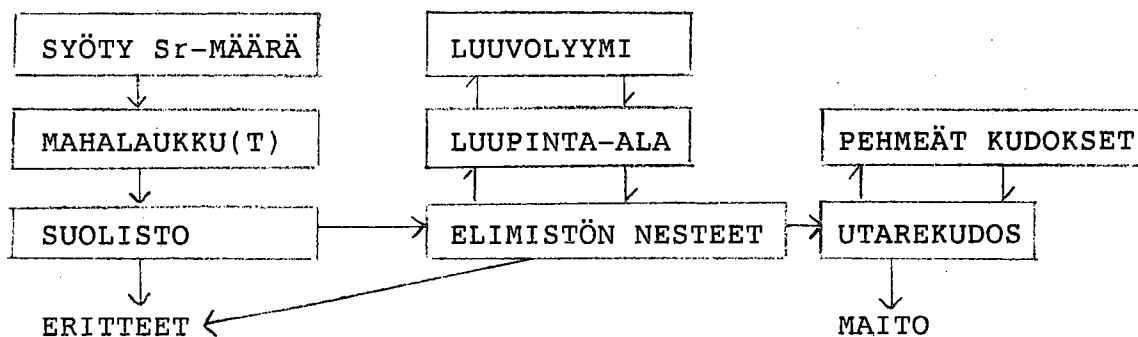 SYÖTY Sr-MÄÄRÄ
LUUVOLYYMI
MAHALAUKKU(T)
LUUPINTA-ALA
PEHMEÄT KUDOKSET
SUOLISTO
ELIMISTÖN NESTEET
UTAREKUDOS
ERITTEET
MAITO